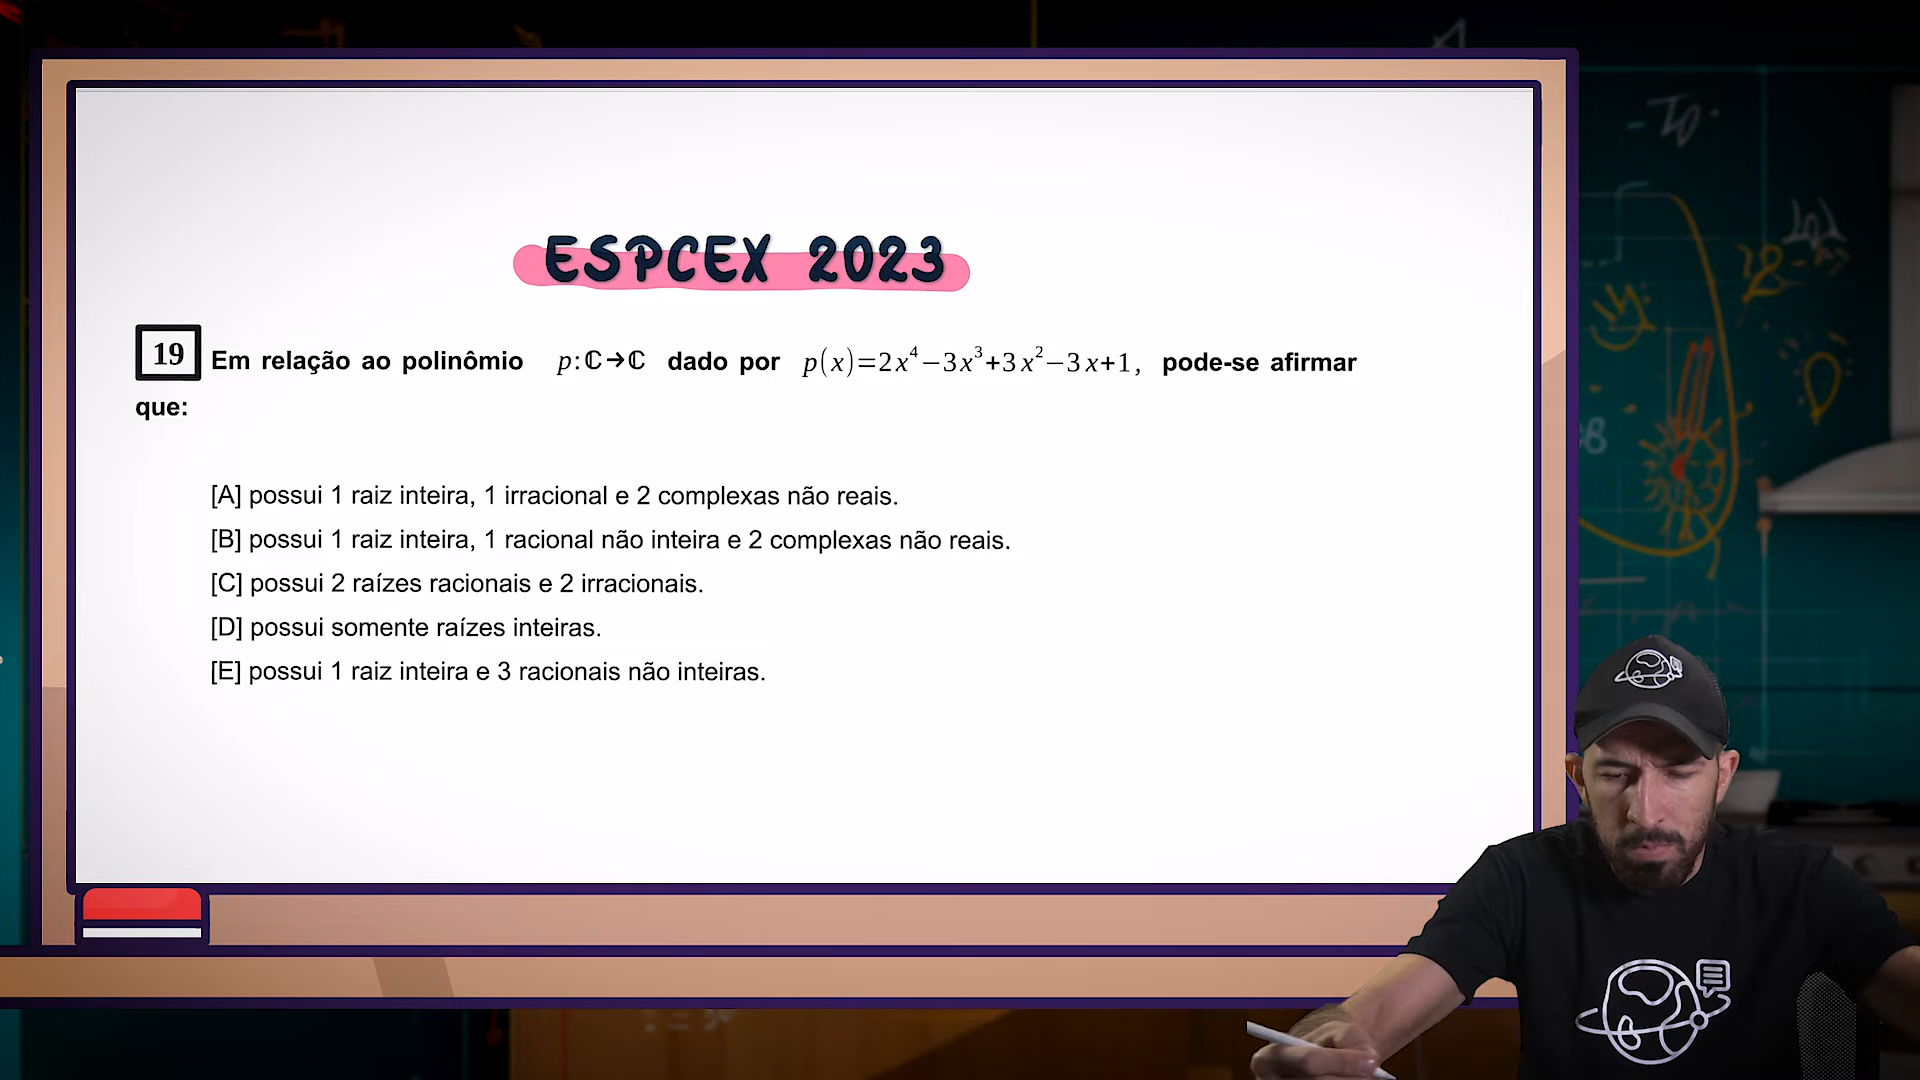 ESPCEX 2023
19 Em relação ao polinômio p:ℂ→ℂ dado por p(x)=2x⁴−3x³+3x²−3x+1, pode-se afirmar
que:
[A] possui 1 raiz inteira, 1 irracional e 2 complexas não reais.
[B] possui 1 raiz inteira, 1 racional não inteira e 2 complexas não reais.
[C] possui 2 raízes racionais e 2 irracionais.
[D] possui somente raízes inteiras.
[E] possui 1 raiz inteira e 3 racionais não inteiras.